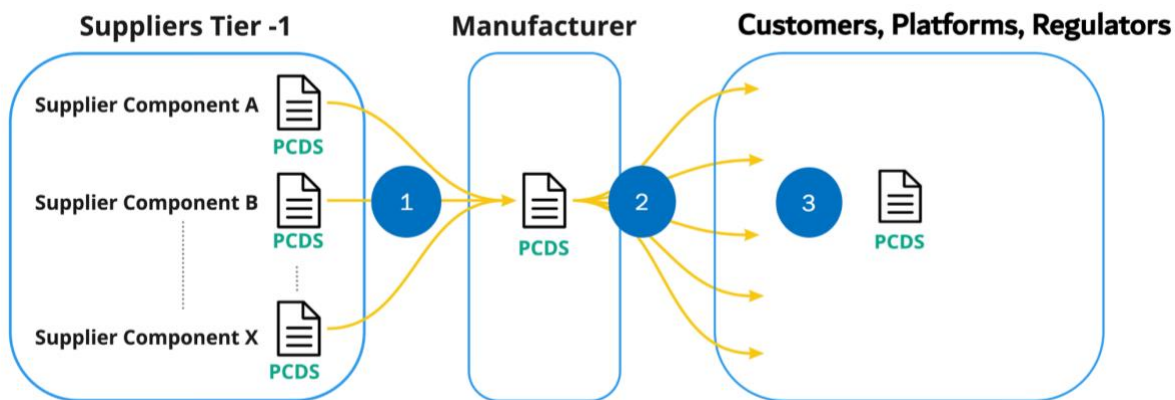 Suppliers Tier -1
Manufacturer
Customers, Platforms, Regulators
Supplier Component A
PCDS
Supplier Component B
PCDS
Supplier Component X
PCDS
1
PCDS
2
3
PCDS